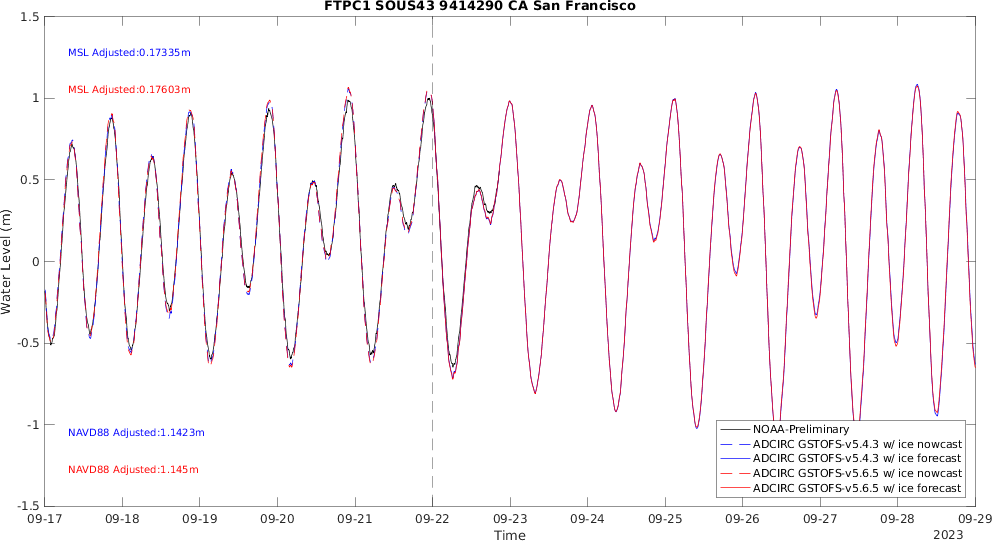 FTPC1 SOUS43 9414290 CA San Francisco
1.5
MSL Adjusted:0.17335m
MSL Adjusted:0.17603m
1
0.5
Water Level (m)
0
-0.5
-1
NAVD88 Adjusted:1.1423m
NAVD88 Adjusted:1.145m
NOAA-Preliminary
ADCIRC GSTOFS-v5.4.3 w/ ice nowcast
ADCIRC GSTOFS-v5.4.3 w/ ice forecast
ADCIRC GSTOFS-v5.6.5 w/ ice nowcast
ADCIRC GSTOFS-v5.6.5 w/ ice forecast
-1.5
09-17 09-18 09-19 09-20 09-21 09-22 09-23 09-24 09-25 09-26 09-27 09-28 09-29
Time
2023